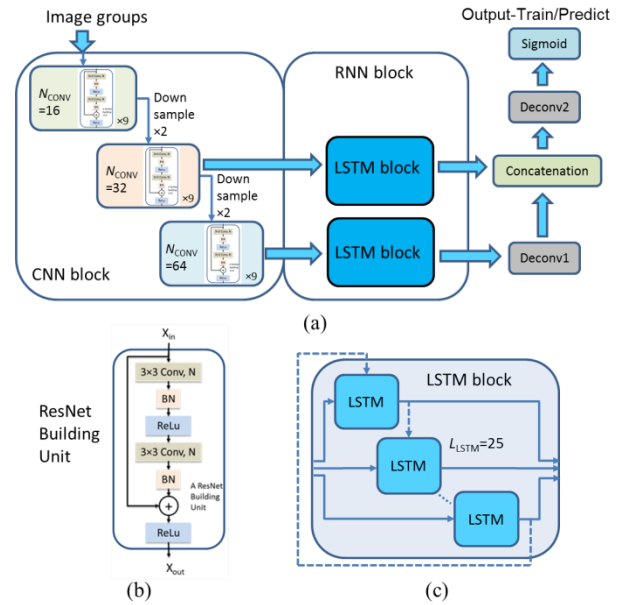 Image groups
Output-Train/Predict
Sigmoid
RNN block
N_CONV
=16
×9
Down
sample
×2
Deconv2
N_CONV
=32
×9
LSTM block
Concatenation
Down
sample
×2
N_CONV
=64
×9
LSTM block
Deconv1
CNN block
(a)
X_in
3×3 Conv, N
BN
ReLu
3×3 Conv, N
BN
A ResNet
Building
Unit
+
ReLu
X_out
ResNet
Building
Unit
(b)
LSTM block
LSTM
LSTM
L_LSTM=25
LSTM
(c)